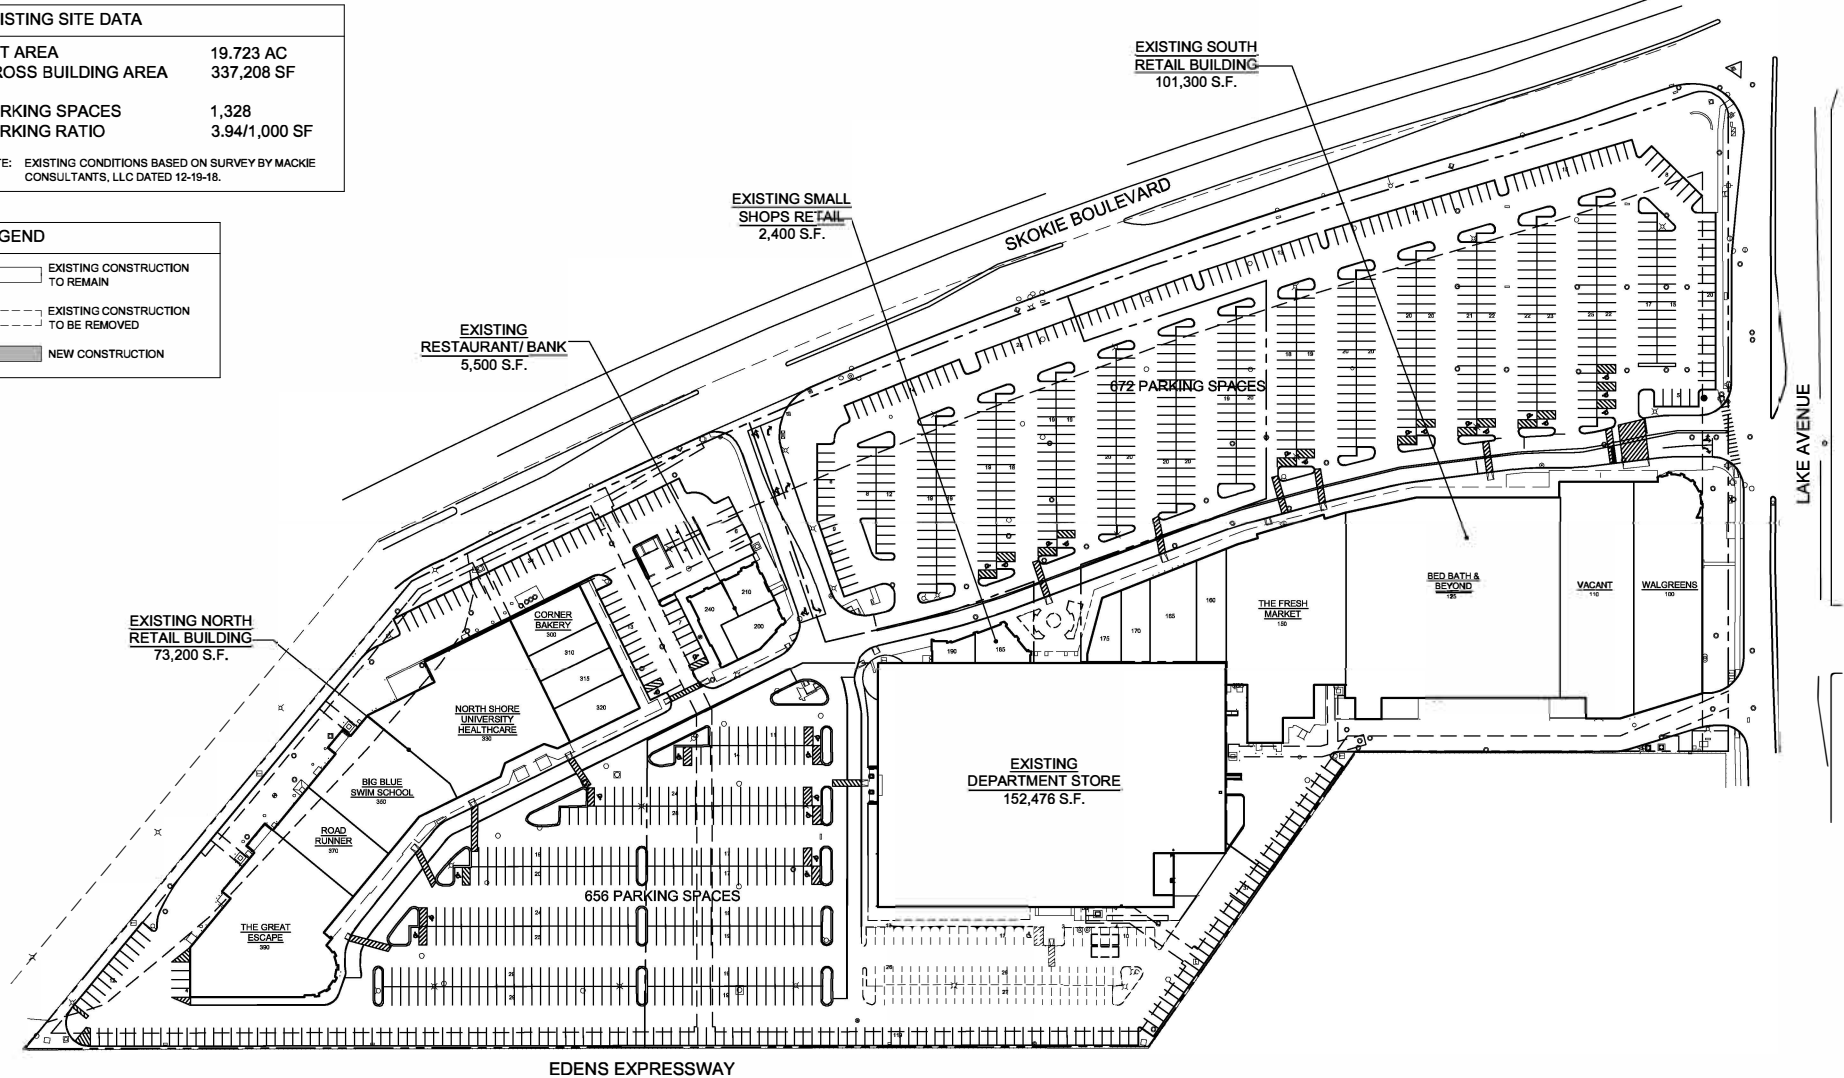 ISTING SITE DATA
T AREA 19.723 AC
ROSS BUILDING AREA 337,208 SF
RKING SPACES 1,328
RKING RATIO 3.94/1,000 SF
TE: EXISTING CONDITIONS BASED ON SURVEY BY MACKIE
CONSULTANTS, LLC DATED 12-19-18.
GEND
EXISTING CONSTRUCTION
TO REMAIN
EXISTING CONSTRUCTION
TO BE REMOVED
NEW CONSTRUCTION
EXISTING SOUTH
RETAIL BUILDING
101,300 S.F.
EXISTING SMALL
SHOPS RETAIL
2,400 S.F.
SKOKIE BOULEVARD
EXISTING
RESTAURANT/ BANK
5,500 S.F.
672 PARKING SPACES
LAKE AVENUE
EXISTING NORTH
RETAIL BUILDING
73,200 S.F.
CORNER
BAKERY
300
310
315
320
240
210
200
190
185
175
170
165
160
THE FRESH
MARKET
150
BED BATH &
BEYOND
125
VACANT
110
WALGREENS
100
NORTH SHORE
UNIVERSITY
HEALTHCARE
330
BIG BLUE
SWIM SCHOOL
350
ROAD
RUNNER
370
THE GREAT
ESCAPE
390
EXISTING
DEPARTMENT STORE
152,476 S.F.
656 PARKING SPACES
EDENS EXPRESSWAY